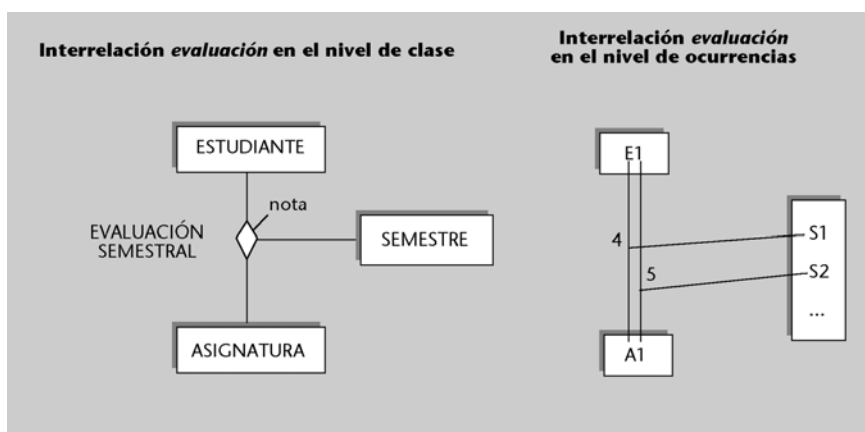 Interrelación evaluación en el nivel de clase
ESTUDIANTE
nota
EVALUACIÓN
SEMESTRAL
SEMESTRE
ASIGNATURA
Interrelación evaluación
en el nivel de ocurrencias
E1
4
S1
5
S2
...
A1